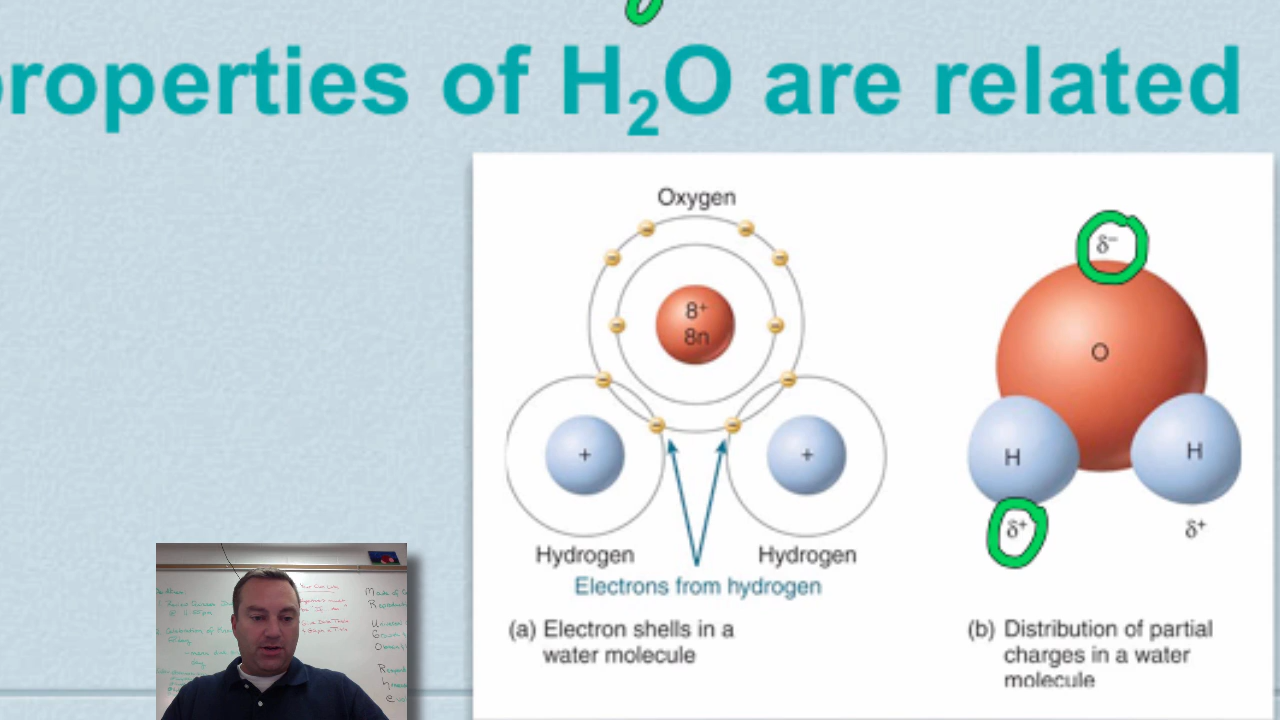 properties of H₂O are related
Oxygen
8⁺
8n
+
+
Hydrogen
Hydrogen
Electrons from hydrogen
(a) Electron shells in a
water molecule
δ⁻
O
H
H
δ⁺
δ⁺
(b) Distribution of partial
charges in a water
molecule